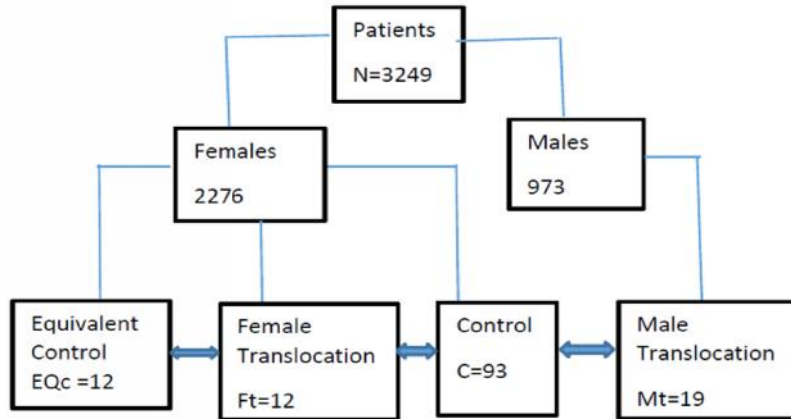 Patients
N=3249
Females
2276
Males
973
Equivalent
Control
EQc =12
Female
Translocation
Ft=12
Control
C=93
Male
Translocation
Mt=19